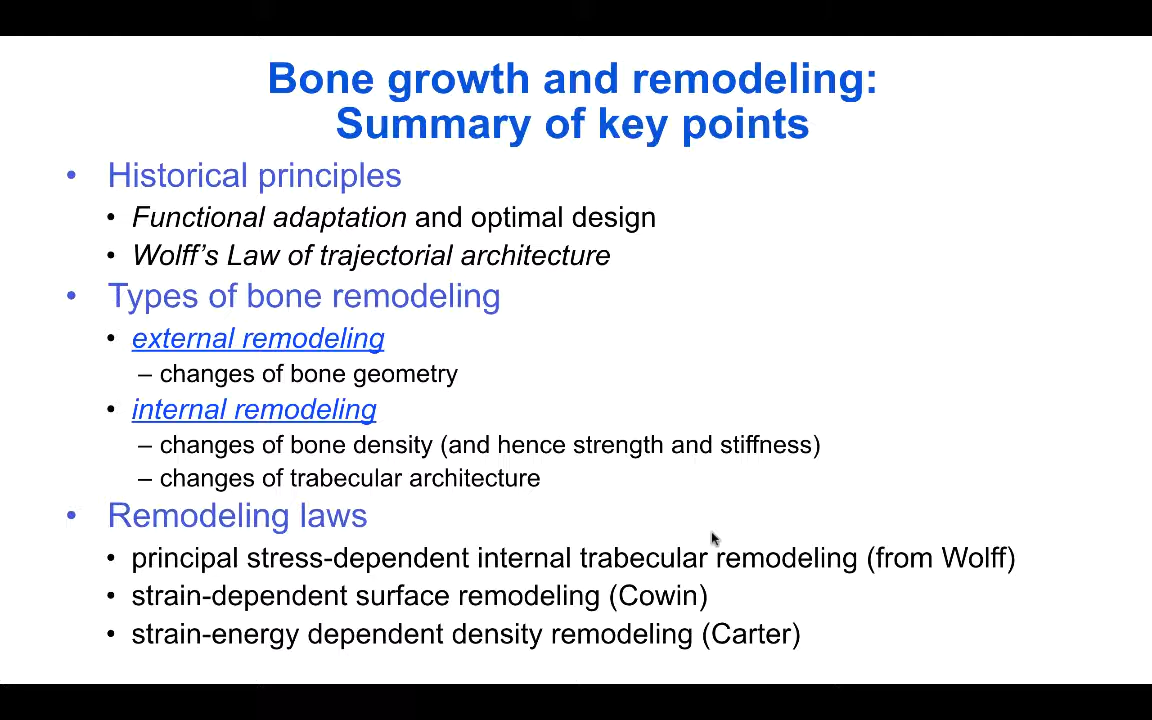 Bone growth and remodeling:
Summary of key points
• Historical principles
• Functional adaptation and optimal design
• Wolff’s Law of trajectorial architecture
• Types of bone remodeling
• external remodeling
– changes of bone geometry
• internal remodeling
– changes of bone density (and hence strength and stiffness)
– changes of trabecular architecture
• Remodeling laws
• principal stress-dependent internal trabecular remodeling (from Wolff)
• strain-dependent surface remodeling (Cowin)
• strain-energy dependent density remodeling (Carter)